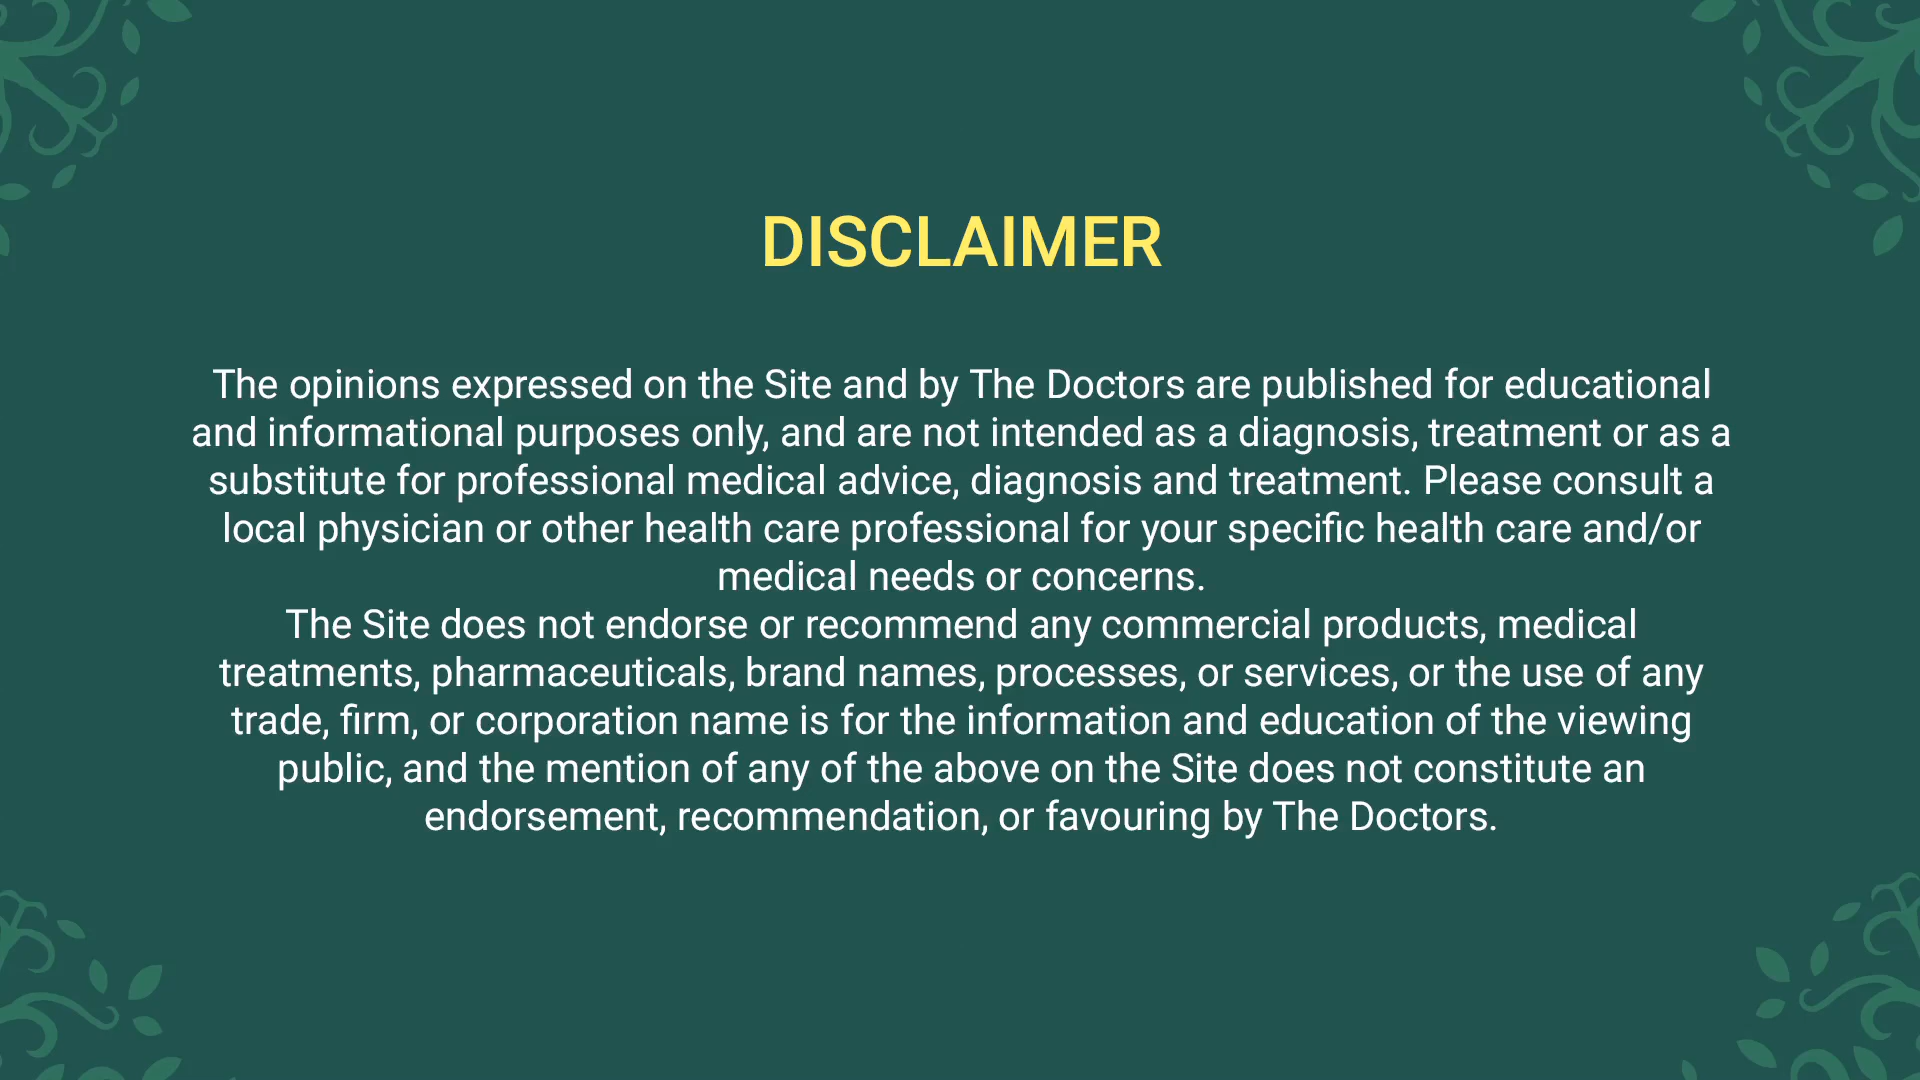 DISCLAIMER
The opinions expressed on the Site and by The Doctors are published for educational
and informational purposes only, and are not intended as a diagnosis, treatment or as a
substitute for professional medical advice, diagnosis and treatment. Please consult a
local physician or other health care professional for your specific health care and/or
medical needs or concerns.
The Site does not endorse or recommend any commercial products, medical
treatments, pharmaceuticals, brand names, processes, or services, or the use of any
trade, firm, or corporation name is for the information and education of the viewing
public, and the mention of any of the above on the Site does not constitute an
endorsement, recommendation, or favouring by The Doctors.